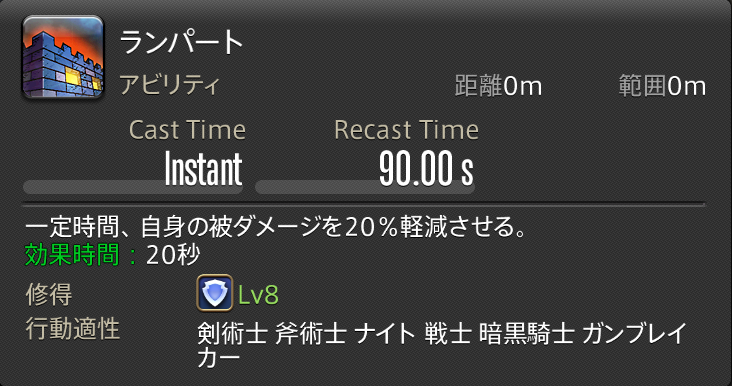 ランパート
アビリティ 距離0m 範囲0m
Cast Time Recast Time
Instant 90.00 s
一定時間、自身の被ダメージを20％軽減させる。
効果時間：20秒
修得 Lv8
行動適性 剣術士 斧術士 ナイト 戦士 暗黒騎士 ガンブレイ
カー